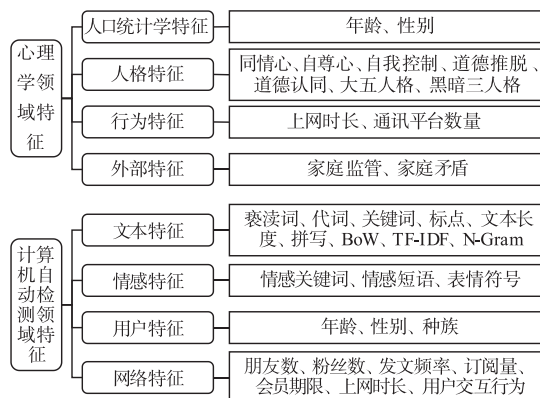 心理学领域特征
人口统计学特征
年龄、性别
人格特征
同情心、自尊心、自我控制、道德推脱、
道德认同、大五人格、黑暗三人格
行为特征
上网时长、通讯平台数量
外部特征
家庭监管、家庭矛盾
计算机自动检测领域特征
文本特征
亵渎词、代词、关键词、标点、文本长
度、拼写、BoW、TF-IDF、N-Gram
情感特征
情感关键词、情感短语、表情符号
用户特征
年龄、性别、种族
网络特征
朋友数、粉丝数、发文频率、订阅量、
会员期限、上网时长、用户交互行为